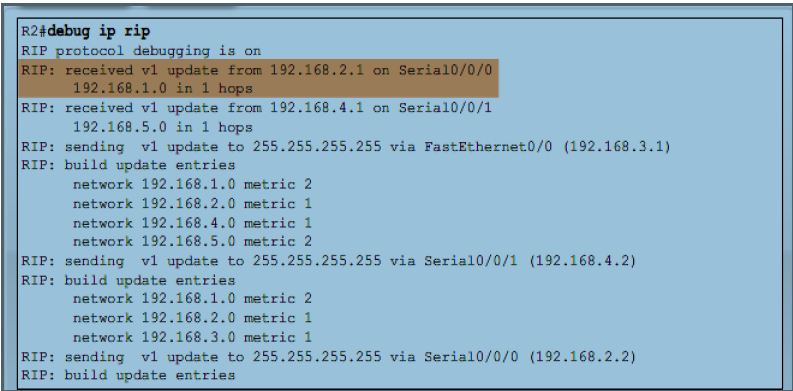 R2#debug ip rip
RIP protocol debugging is on
RIP: received v1 update from 192.168.2.1 on Serial0/0/0
192.168.1.0 in 1 hops
RIP: received v1 update from 192.168.4.1 on Serial0/0/1
192.168.5.0 in 1 hops
RIP: sending v1 update to 255.255.255.255 via FastEthernet0/0 (192.168.3.1)
RIP: build update entries
network 192.168.1.0 metric 2
network 192.168.2.0 metric 1
network 192.168.4.0 metric 1
network 192.168.5.0 metric 2
RIP: sending v1 update to 255.255.255.255 via Serial0/0/1 (192.168.4.2)
RIP: build update entries
network 192.168.1.0 metric 2
network 192.168.2.0 metric 1
network 192.168.3.0 metric 1
RIP: sending v1 update to 255.255.255.255 via Serial0/0/0 (192.168.2.2)
RIP: build update entries